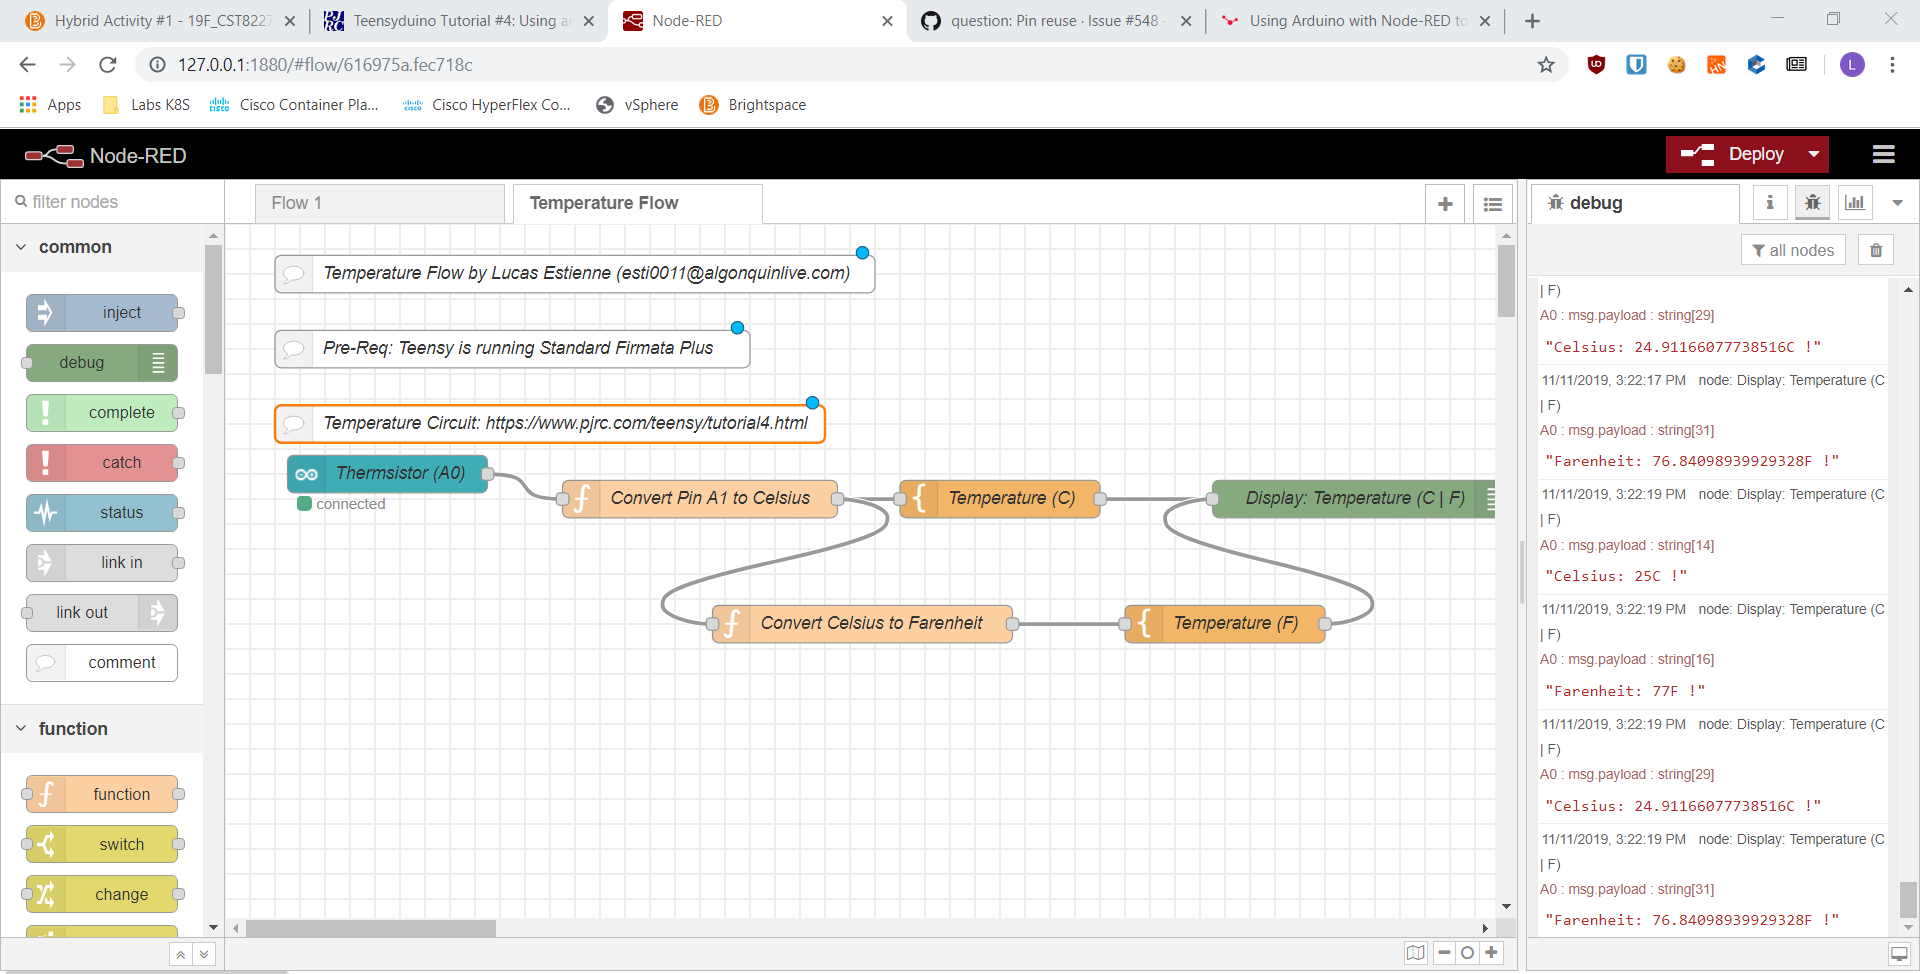 Hybrid Activity #1 - 19F_CST8227
Teensyduino Tutorial #4: Using a
Node-RED
question: Pin reuse · Issue #548
Using Arduino with Node-RED to
127.0.0.1:1880/#flow/616975a.fec718c
L
Apps
Labs K8S
Cisco Container Pla...
Cisco HyperFlex Co...
vSphere
Brightspace
Node-RED
Deploy
filter nodes
Flow 1
Temperature Flow
debug
i
all nodes
common
inject
debug
complete
catch
status
link in
link out
comment
function
function
switch
change
Temperature Flow by Lucas Estienne (esti0011@algonquinlive.com)
Pre-Req: Teensy is running Standard Firmata Plus
Temperature Circuit: https://www.pjrc.com/teensy/tutorial4.html
Thermsistor (A0)
connected
Convert Pin A1 to Celsius
Temperature (C)
Display: Temperature (C | F)
Convert Celsius to Farenheit
Temperature (F)
| F)
A0 : msg.payload : string[29]
"Celsius: 24.91166077738516C !"
11/11/2019, 3:22:17 PM node: Display: Temperature (C
| F)
A0 : msg.payload : string[31]
"Farenheit: 76.84098939929328F !"
11/11/2019, 3:22:19 PM node: Display: Temperature (C
| F)
A0 : msg.payload : string[14]
"Celsius: 25C !"
11/11/2019, 3:22:19 PM node: Display: Temperature (C
| F)
A0 : msg.payload : string[16]
"Farenheit: 77F !"
11/11/2019, 3:22:19 PM node: Display: Temperature (C
| F)
A0 : msg.payload : string[29]
"Celsius: 24.91166077738516C !"
11/11/2019, 3:22:19 PM node: Display: Temperature (C
| F)
A0 : msg.payload : string[31]
"Farenheit: 76.84098939929328F !"